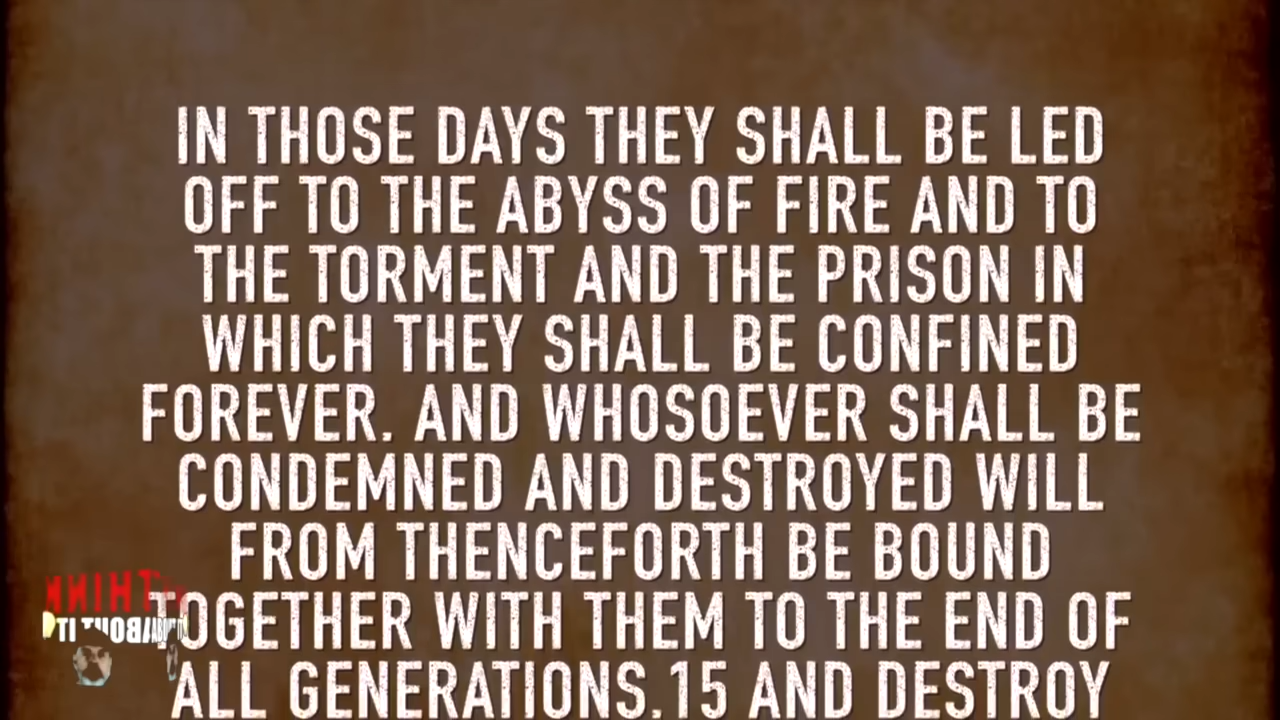 IN THOSE DAYS THEY SHALL BE LED
OFF TO THE ABYSS OF FIRE AND TO
THE TORMENT AND THE PRISON IN
WHICH THEY SHALL BE CONFINED
FOREVER. AND WHOSOEVER SHALL BE
CONDEMNED AND DESTROYED WILL
FROM THENCEFORTH BE BOUND
TOGETHER WITH THEM TO THE END OF
ALL GENERATIONS.15 AND DESTROY